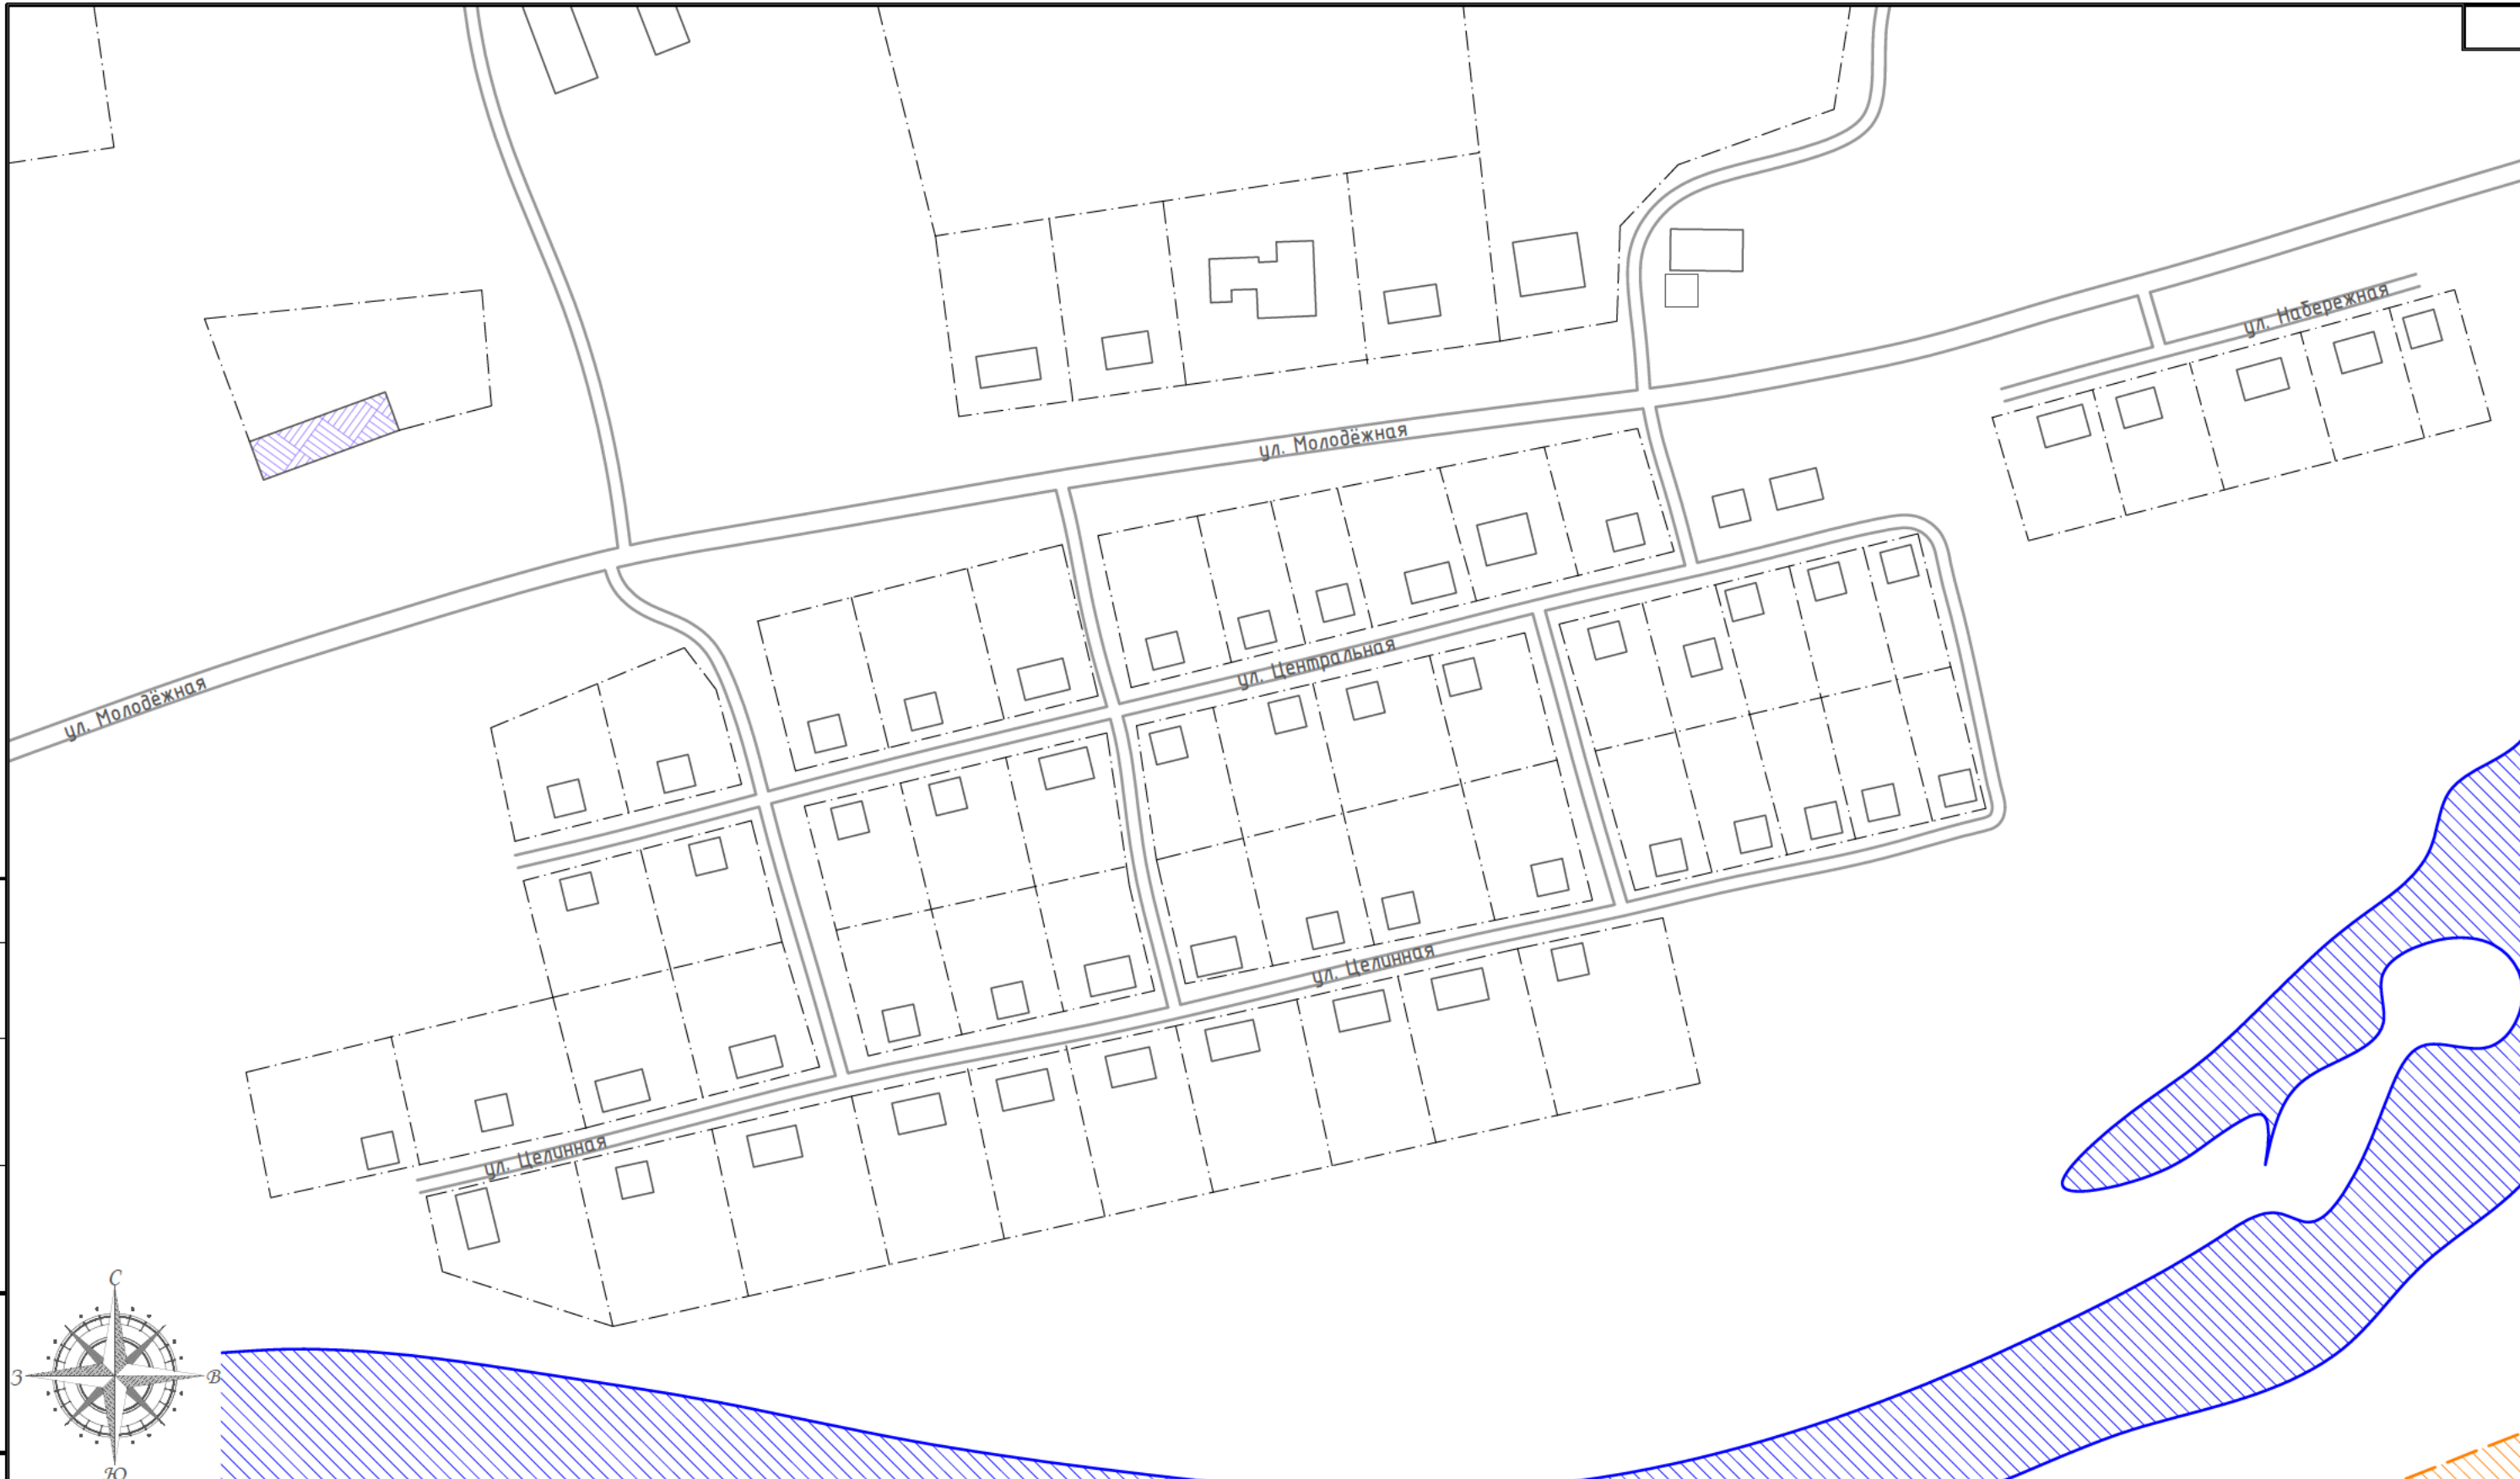 ул. Набережная
ул. Молодёжная
ул. Центральная
ул. Молодёжная
ул. Целинная
ул. Целинная
С
З
В
Ю